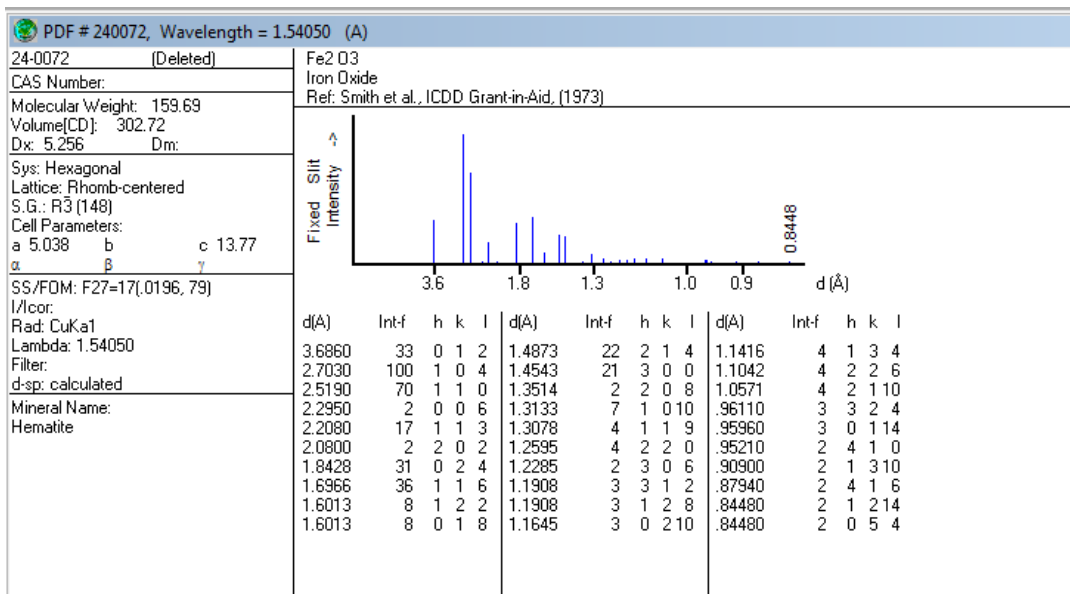 PDF # 240072, Wavelength = 1.54050 (A)
24-0072 (Deleted)
CAS Number:
Molecular Weight: 159.69
Volume[CD]: 302.72
Dx: 5.256 Dm:
Sys: Hexagonal
Lattice: Rhomb-centered
S.G.: R3̅ (148)
Cell Parameters:
a 5.038 b c 13.77
α β γ
SS/FOM: F27=17(.0196, 79)
I/Icor:
Rad: CuKa1
Lambda: 1.54050
Filter:
d-sp: calculated
Mineral Name:
Hematite
Fe2 O3
Iron Oxide
Ref: Smith et al., ICDD Grant-in-Aid, (1973)
Fixed Slit
Intensity ->
0.8448
3.6 1.8 1.3 1.0 0.9 d (Å)
d(A) Int-f h k l d(A) Int-f h k l d(A) Int-f h k l
3.6860 33 0 1 2 1.4873 22 2 1 4 1.1416 4 1 3 4
2.7030 100 1 0 4 1.4543 21 3 0 0 1.1042 4 2 2 6
2.5190 70 1 1 0 1.3514 2 2 0 8 1.0571 4 2 1 10
2.2950 2 0 0 6 1.3133 7 1 0 10 .96110 3 3 2 4
2.2080 17 1 1 3 1.3078 4 1 1 9 .95960 3 0 1 14
2.0800 2 2 0 2 1.2595 4 2 2 0 .95210 2 4 1 0
1.8428 31 0 2 4 1.2285 2 3 0 6 .90900 2 1 3 10
1.6966 36 1 1 6 1.1908 3 3 1 2 .87940 2 4 1 6
1.6013 8 1 2 2 1.1908 3 1 2 8 .84480 2 1 2 14
1.6013 8 0 1 8 1.1645 3 0 2 10 .84480 2 0 5 4